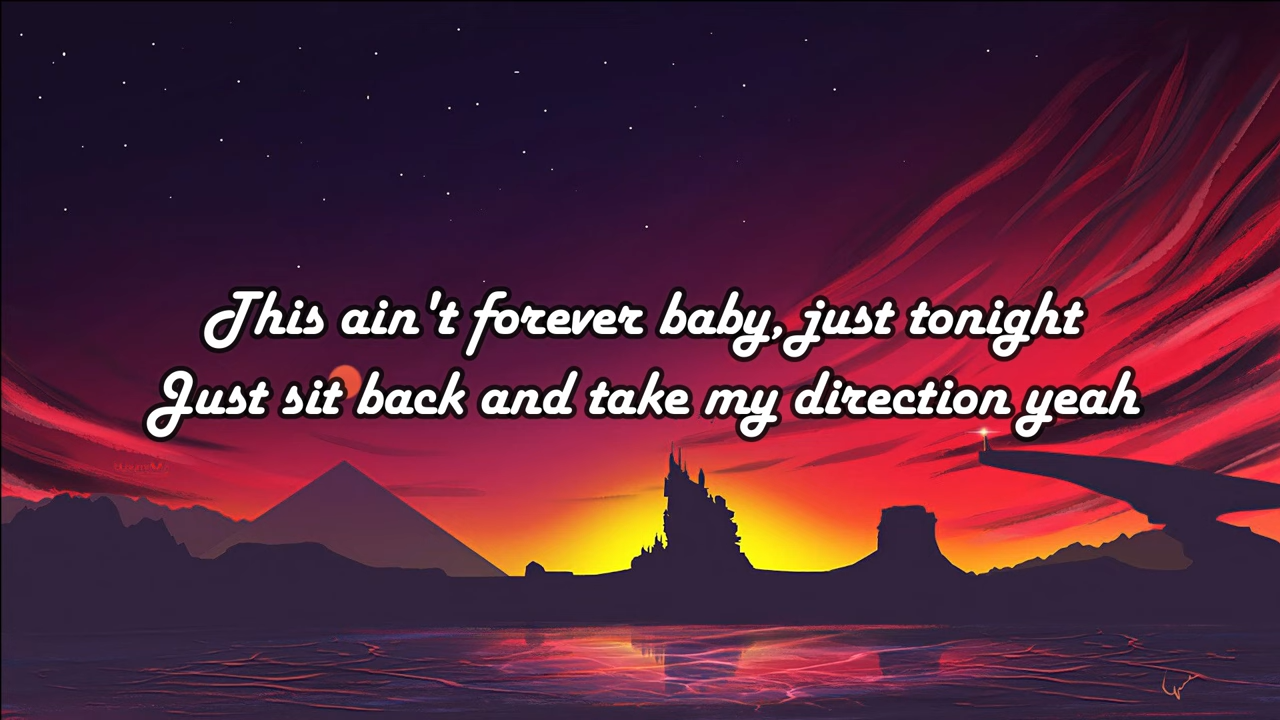 This ain't forever baby, just tonight
Just sit back and take my direction yeah